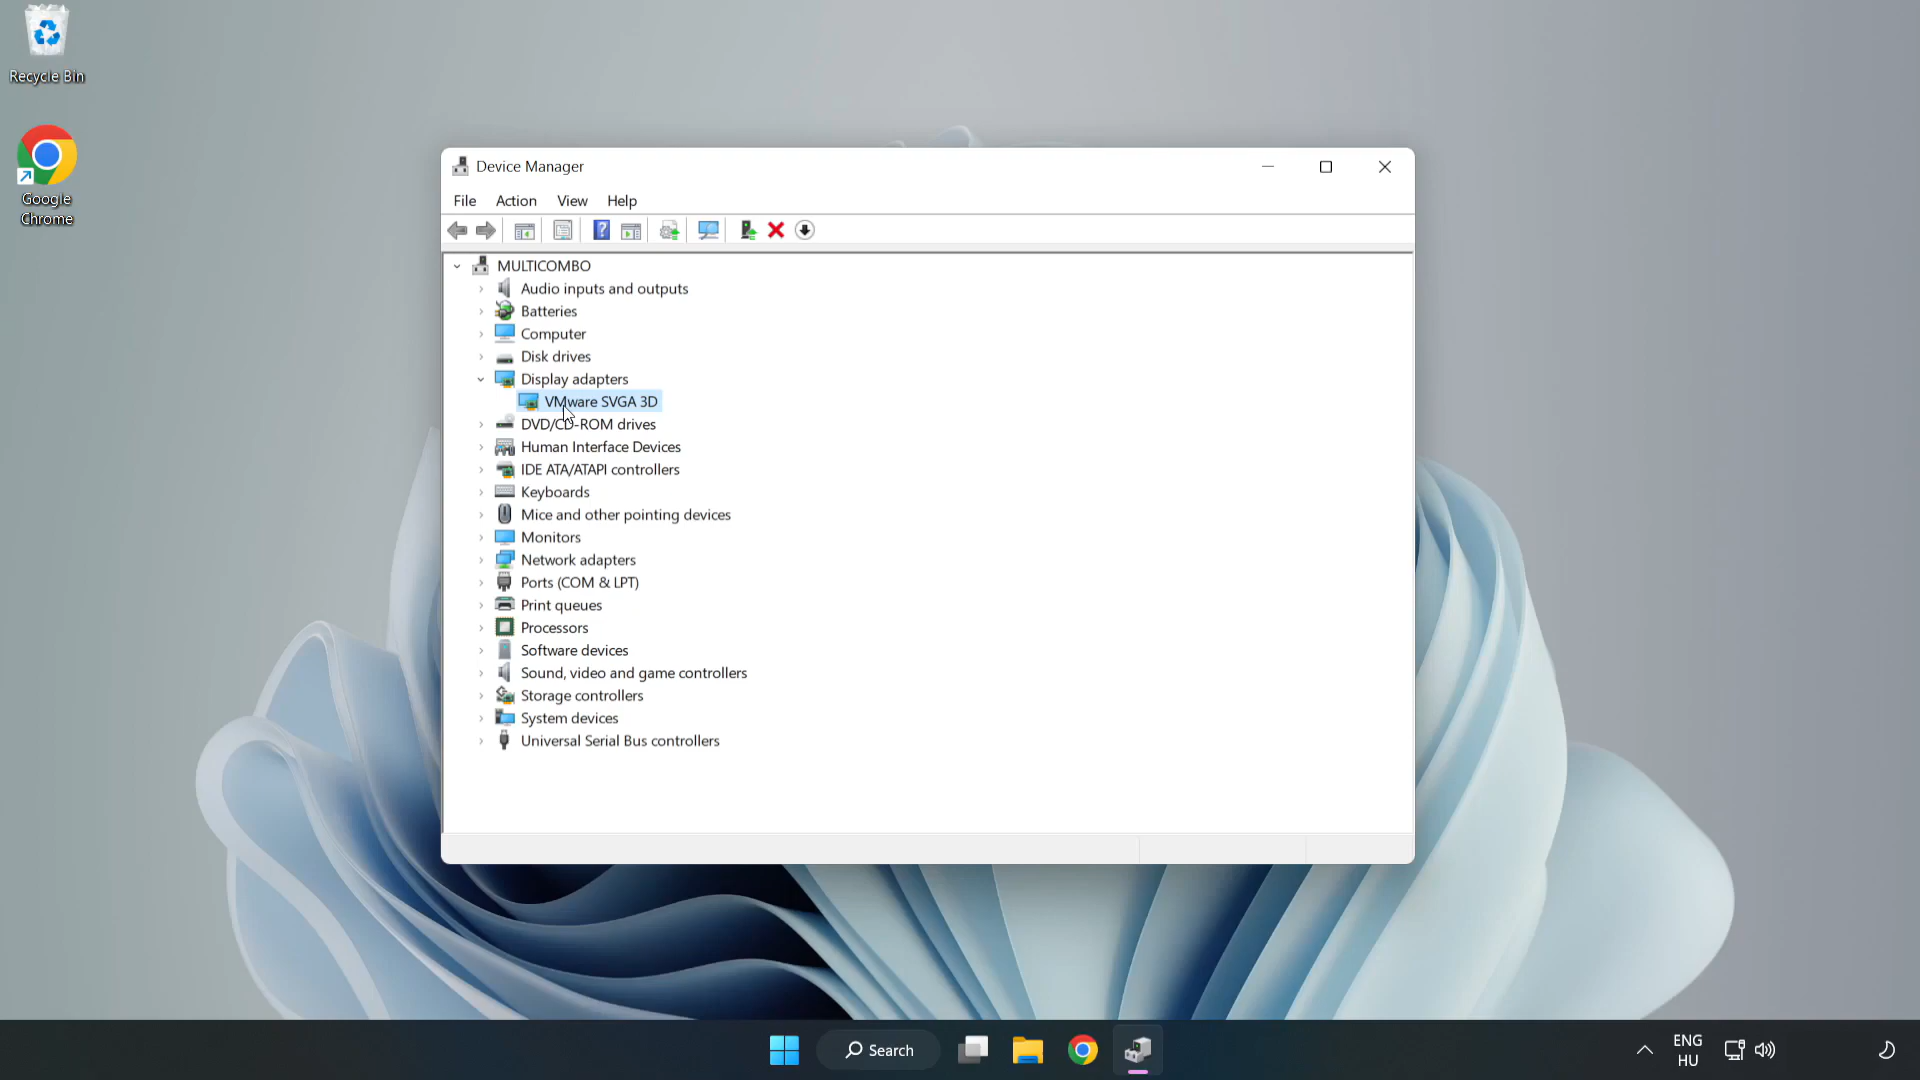 Recycle Bin
Google
Chrome
Device Manager
File Action View Help
MULTICOMBO
Audio inputs and outputs
Batteries
Computer
Disk drives
Display adapters
VMware SVGA 3D
DVD/CD-ROM drives
Human Interface Devices
IDE ATA/ATAPI controllers
Keyboards
Mice and other pointing devices
Monitors
Network adapters
Ports (COM & LPT)
Print queues
Processors
Software devices
Sound, video and game controllers
Storage controllers
System devices
Universal Serial Bus controllers
Search
ENG
HU